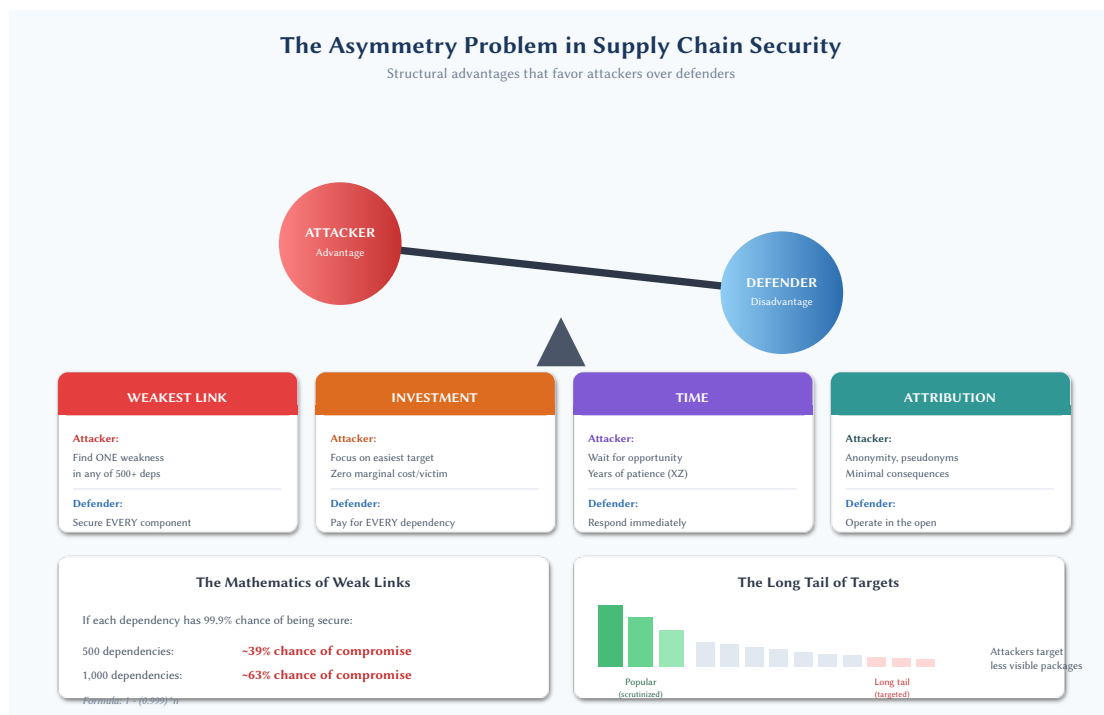 The Asymmetry Problem in Supply Chain Security
Structural advantages that favor attackers over defenders
ATTACKER
Advantage
DEFENDER
Disadvantage
WEAKEST LINK
Attacker:
Find ONE weakness
in any of 500+ deps
Defender:
Secure EVERY component
INVESTMENT
Attacker:
Focus on easiest target
Zero marginal cost/victim
Defender:
Pay for EVERY dependency
TIME
Attacker:
Wait for opportunity
Years of patience (XZ)
Defender:
Respond immediately
ATTRIBUTION
Attacker:
Anonymity, pseudonyms
Minimal consequences
Defender:
Operate in the open
The Mathematics of Weak Links
If each dependency has 99.9% chance of being secure:
500 dependencies: ~39% chance of compromise
1,000 dependencies: ~63% chance of compromise
Formula: 1 - (0.999)^n
The Long Tail of Targets
Attackers target
less visible packages
Popular
(scrutinized)
Long tail
(targeted)